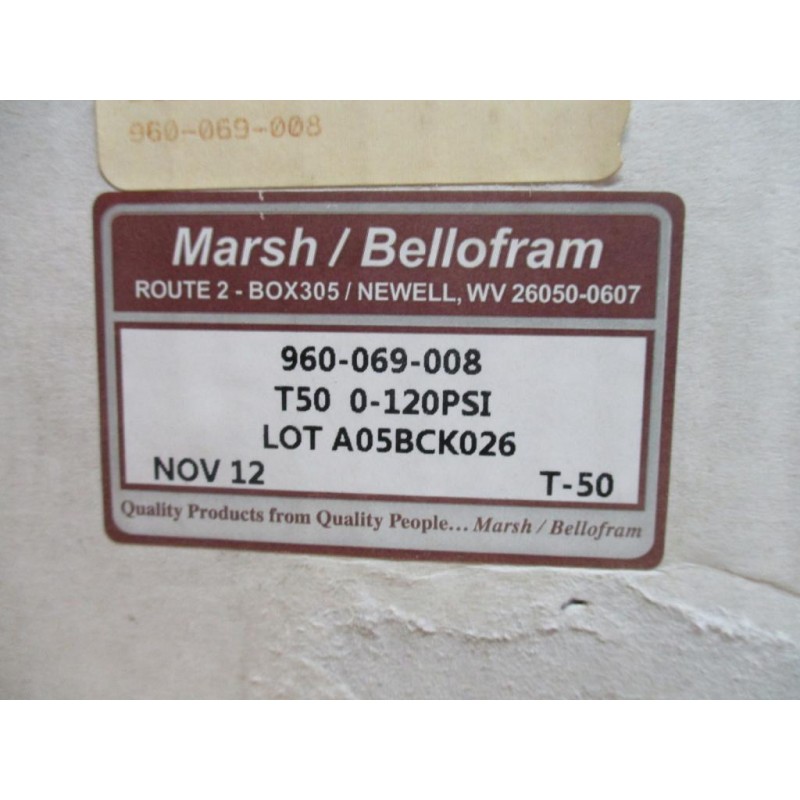 960-069-008
Marsh / Bellofram
ROUTE 2 - BOX305 / NEWELL, WV 26050-0607
960-069-008
T50 0-120PSI
LOT A05BCK026
NOV 12 T-50
Quality Products from Quality People... Marsh / Bellofram